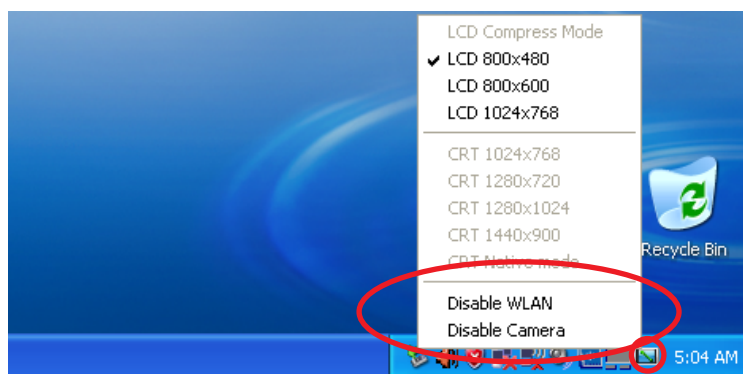 LCD Compress Mode
LCD 800x480
LCD 800x600
LCD 1024x768
CRT 1024x768
CRT 1280x720
CRT 1280x1024
CRT 1440x900
CRT Native mode
Recycle Bin
Disable WLAN
Disable Camera
5:04 AM